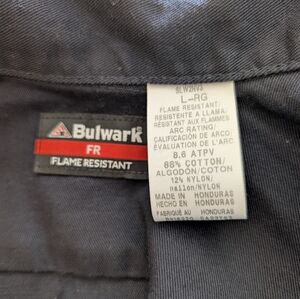 Bulwark
FR
FLAME RESISTANT
SLW2NV3
L-RG
FLAME RESISTANT:
RESISTENTE A LLAMA:
RÉSISTANT AUX FLAMMES
ARC RATING/
CALIFICACIÓN DE ARCO
ÉVALUATION DE L'ARC
8.6 ATPV
88% COTTON/
ALGODÓN/COTON
12% NYLON/
nailon/NYLON
MADE IN HONDURAS
HECHO EN HONDURAS
FABRIQUÉ AU HONDURAS